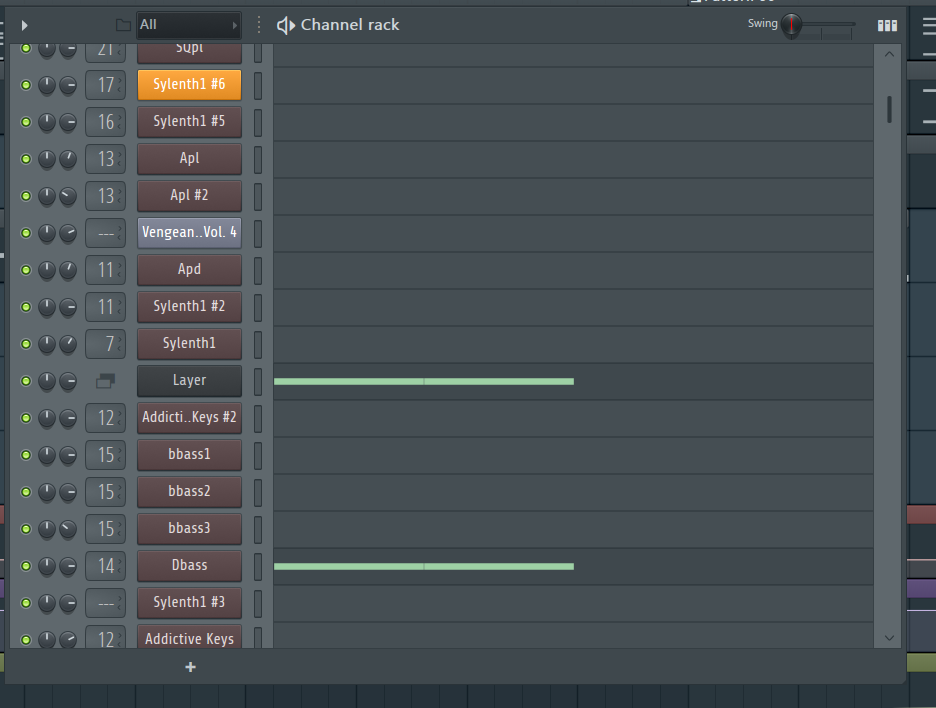 All
Channel rack
Swing
21 SQpl
17 Sylenth1 #6
16 Sylenth1 #5
13 Apl
13 Apl #2
--- Vengean..Vol. 4
11 Apd
11 Sylenth1 #2
7 Sylenth1
Layer
12 Addicti..Keys #2
15 bbass1
15 bbass2
15 bbass3
14 Dbass
--- Sylenth1 #3
12 Addictive Keys
+